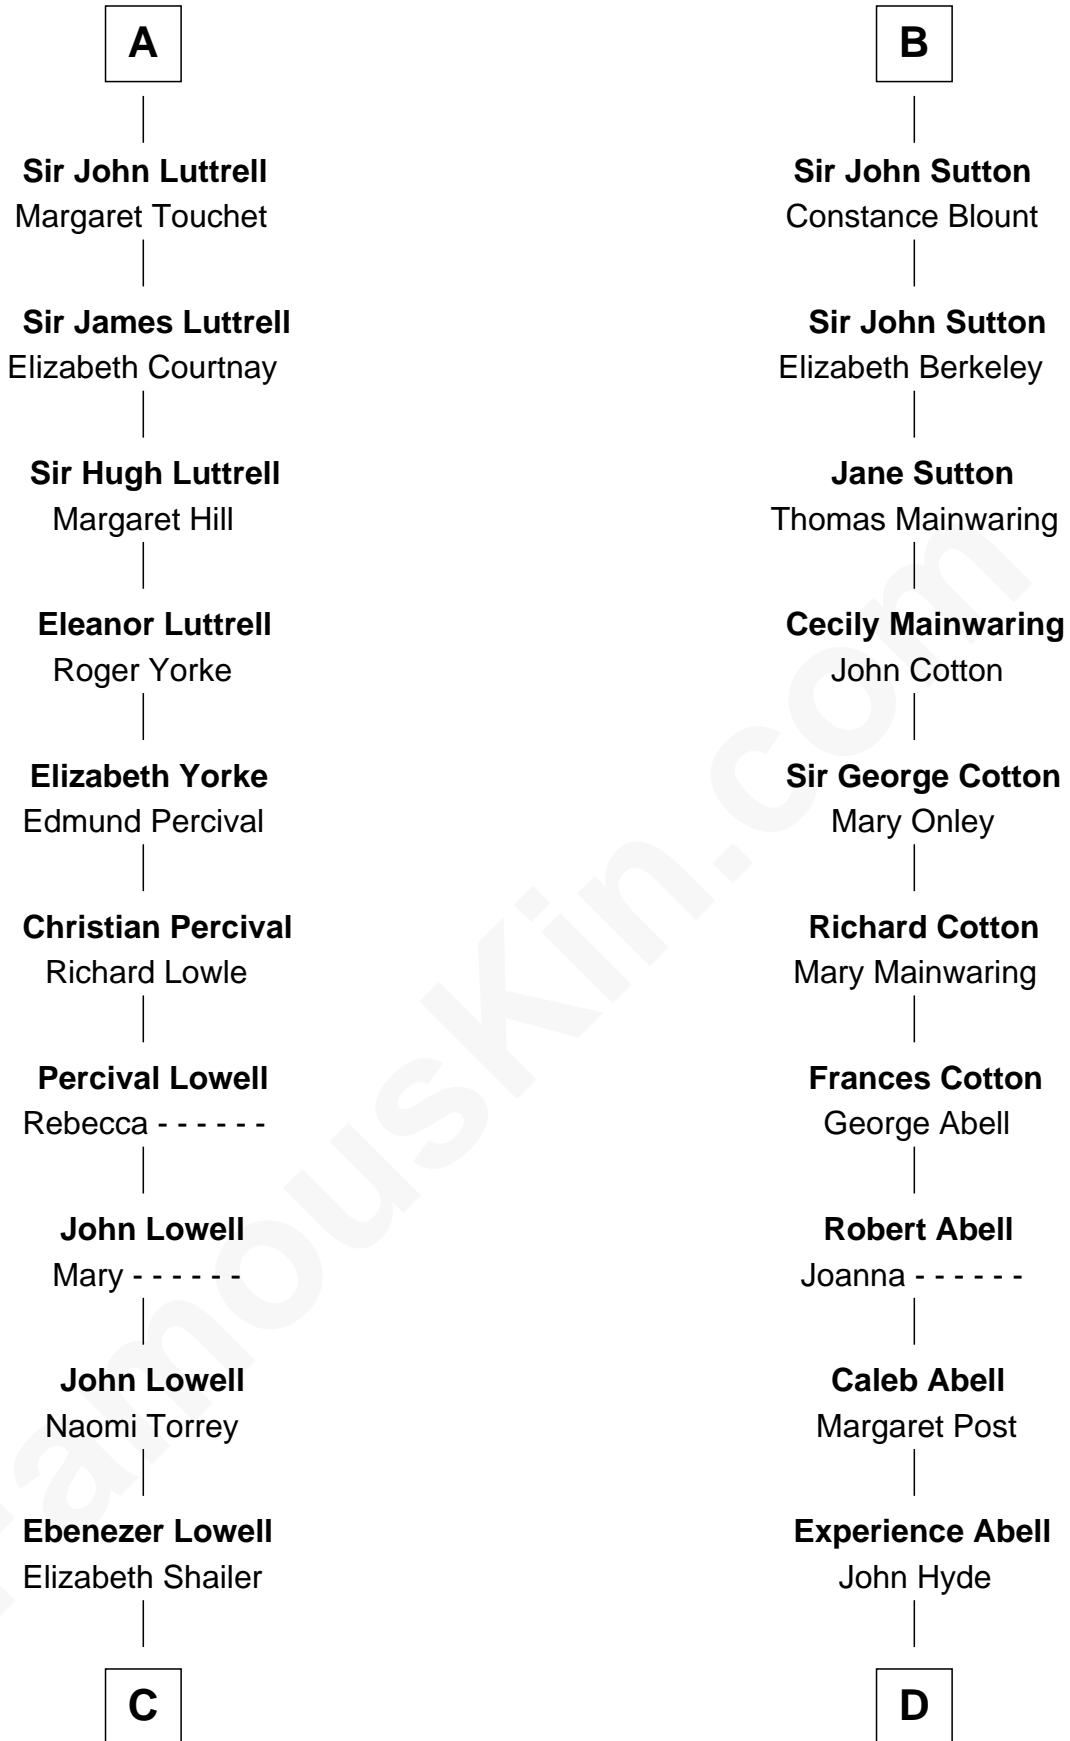 A
Sir John Luttrell
Margaret Touchet
Sir James Luttrell
Elizabeth Courtnay
Sir Hugh Luttrell
Margaret Hill
Eleanor Luttrell
Roger Yorke
Elizabeth Yorke
Edmund Percival
Christian Percival
Richard Lowle
Percival Lowell
Rebecca - - - - - -
John Lowell
Mary - - - - - -
John Lowell
Naomi Torrey
Ebenezer Lowell
Elizabeth Shailer
C
B
Sir John Sutton
Constance Blount
Sir John Sutton
Elizabeth Berkeley
Jane Sutton
Thomas Mainwaring
Cecily Mainwaring
John Cotton
Sir George Cotton
Mary Onley
Richard Cotton
Mary Mainwaring
Frances Cotton
George Abell
Robert Abell
Joanna - - - - - -
Caleb Abell
Margaret Post
Experience Abell
John Hyde
D
FamousKin.com